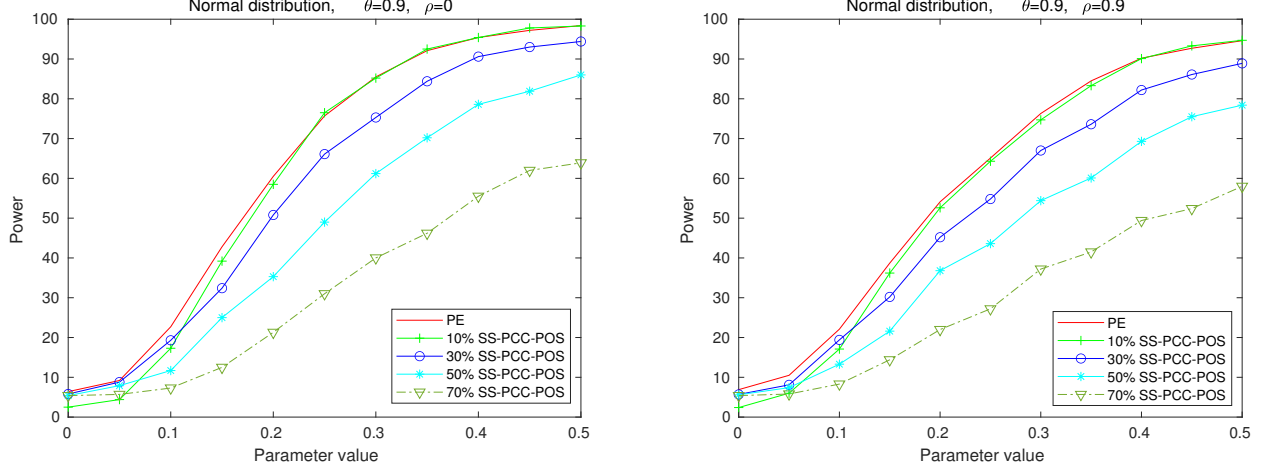 Normal distribution, θ=0.9, ρ=0
100
90
80
70
60
50
40
30
20
10
0
Power
0 0.1 0.2 0.3 0.4 0.5
Parameter value
PE
10% SS-PCC-POS
30% SS-PCC-POS
50% SS-PCC-POS
70% SS-PCC-POS
Normal distribution, θ=0.9, ρ=0.9
100
90
80
70
60
50
40
30
20
10
0
Power
0 0.1 0.2 0.3 0.4 0.5
Parameter value
PE
10% SS-PCC-POS
30% SS-PCC-POS
50% SS-PCC-POS
70% SS-PCC-POS